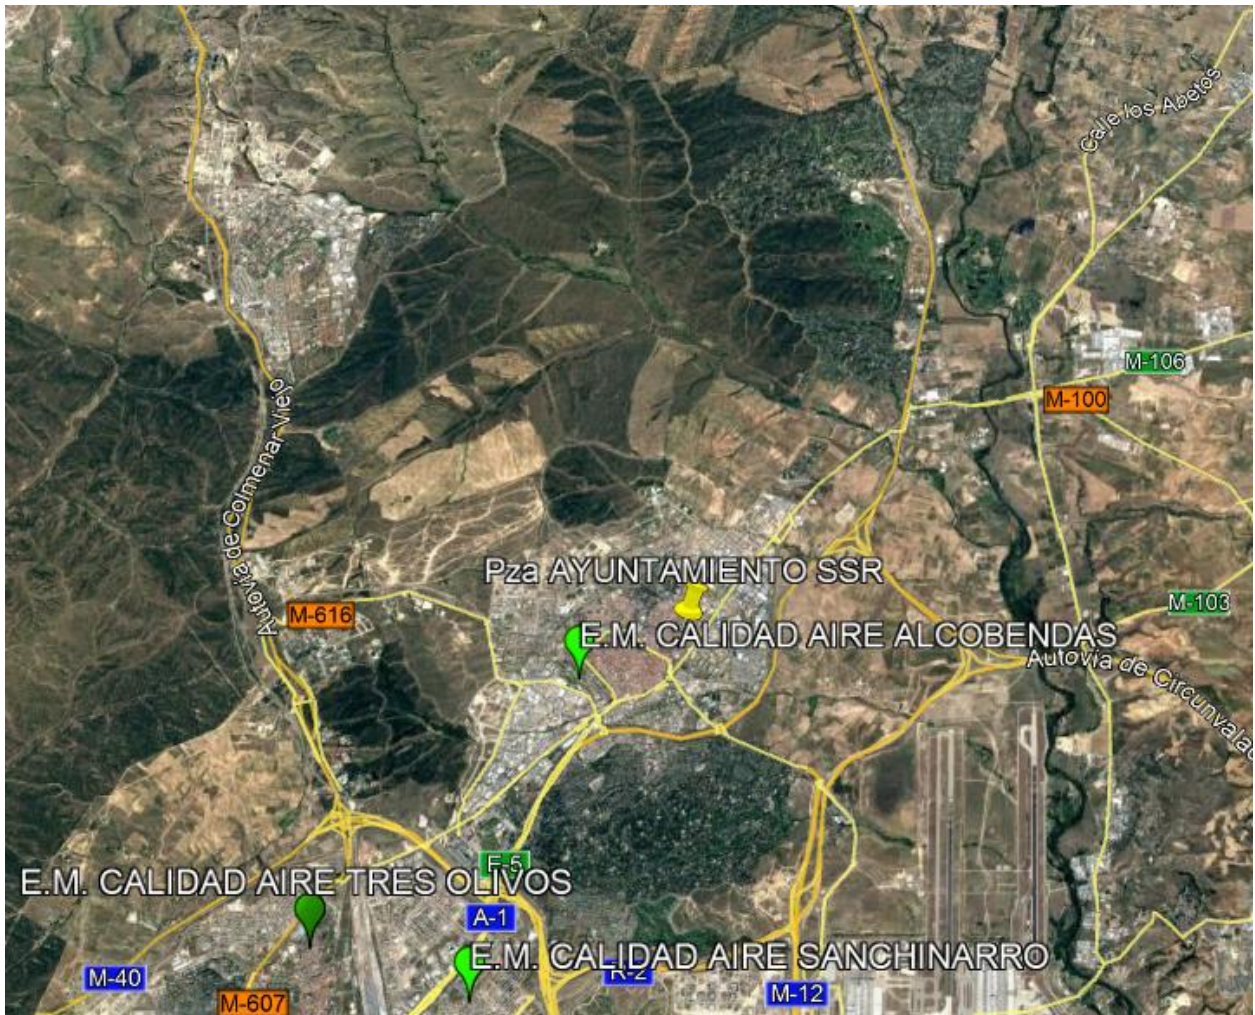 Calle los Abetos
M-106
M-100
Autovía de Colmenar Viejo
Pza AYUNTAMIENTO SSR
M-616
M-103
E.M. CALIDAD AIRE ALCOBENDAS
Autovía de Circunvalac
E-5
E.M. CALIDAD AIRE TRES OLIVOS
A-1
E.M. CALIDAD AIRE SANCHINARRO
R-2
M-40
M-12
M-607